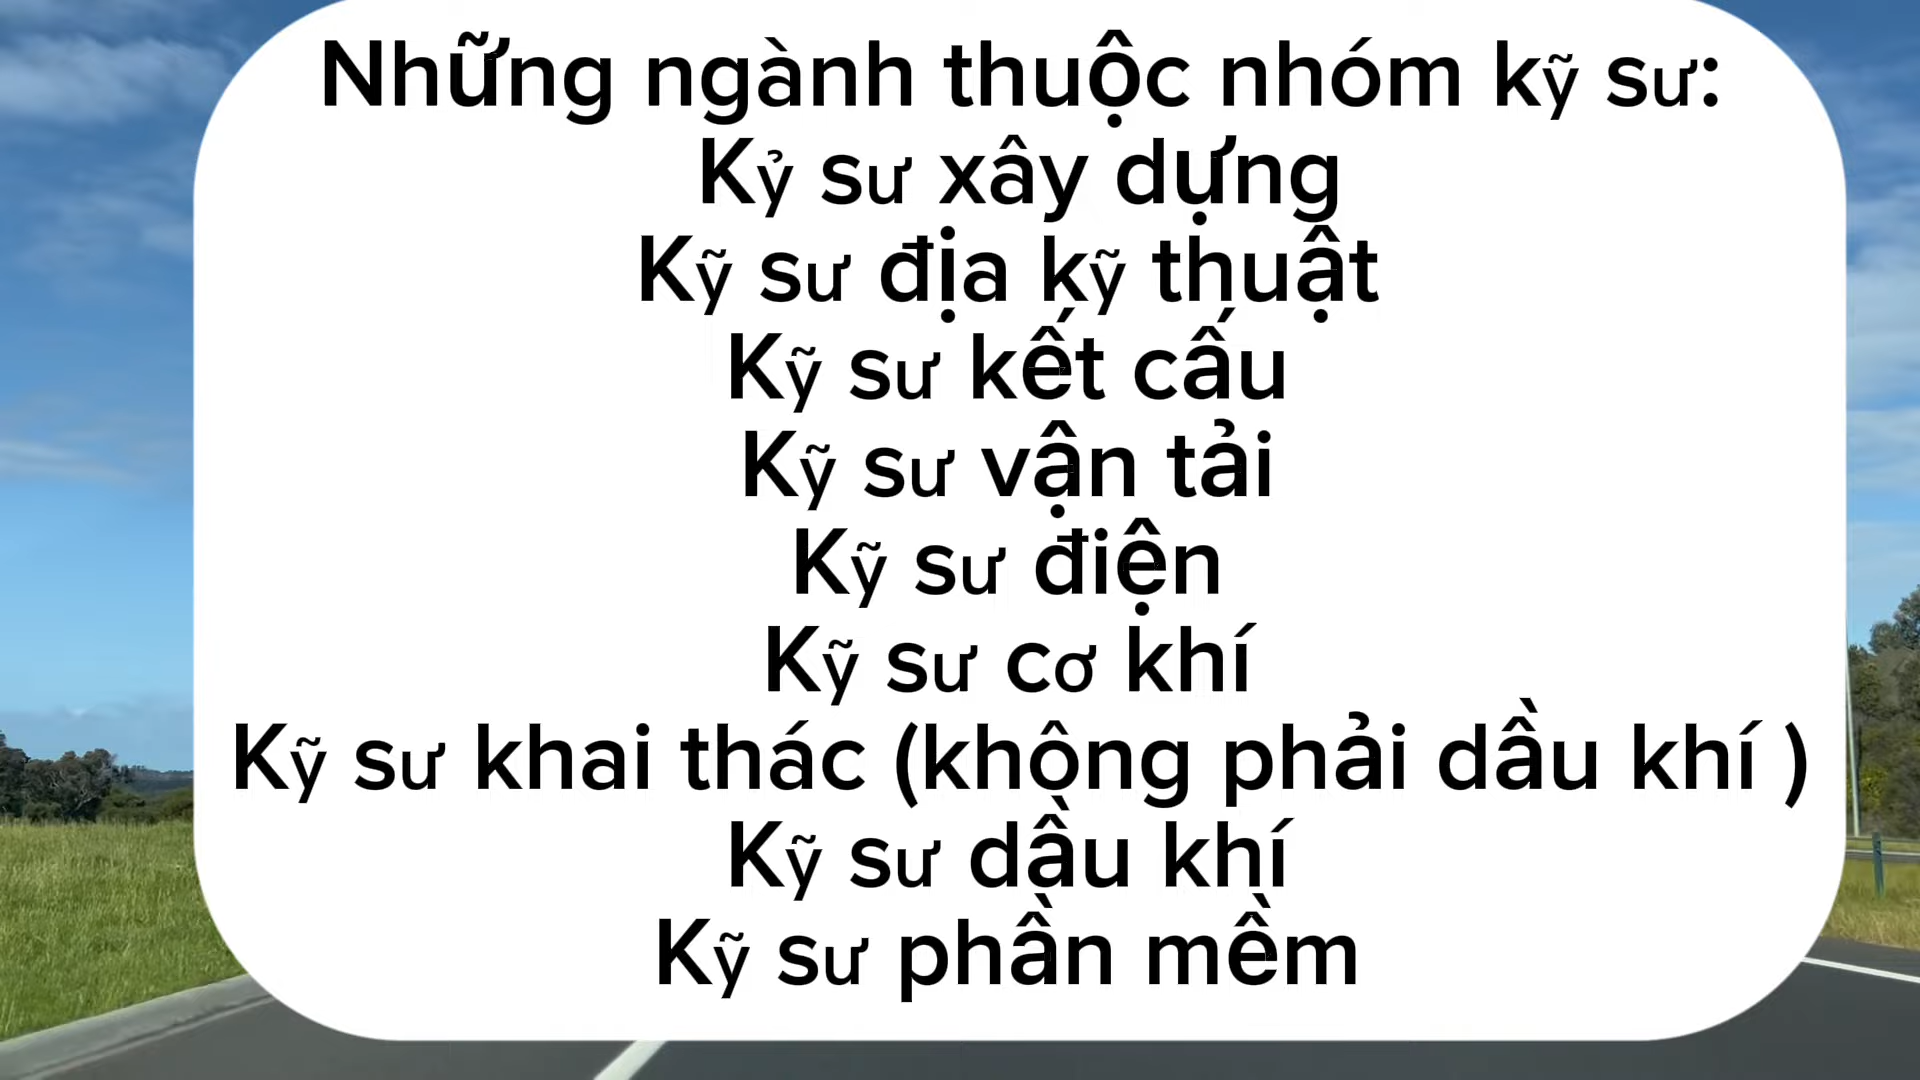 Những ngành thuộc nhóm kỹ sư:
Kỷ sư xây dựng
Kỹ sư địa kỹ thuật
Kỹ sư kết cấu
Kỹ sư vận tải
Kỹ sư điện
Kỹ sư cơ khí
Kỹ sư khai thác (không phải dầu khí )
Kỹ sư dầu khí
Kỹ sư phần mềm